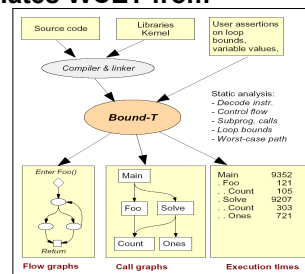 Source code
Libraries
Kernel
User assertions
on loop
bounds,
variable values,
Compiler & linker
Bound-T
Static analysis:
- Decode instr.
- Control flow
- Subprog. calls
- Loop bounds
- Worst-case path
Enter Foo()
Return
Main
Foo
Solve
Count
Ones
Main 9352
. Foo 121
. . Count 105
. Solve 9207
. . Count 303
. . Ones 721
Flow graphs
Call graphs
Execution times